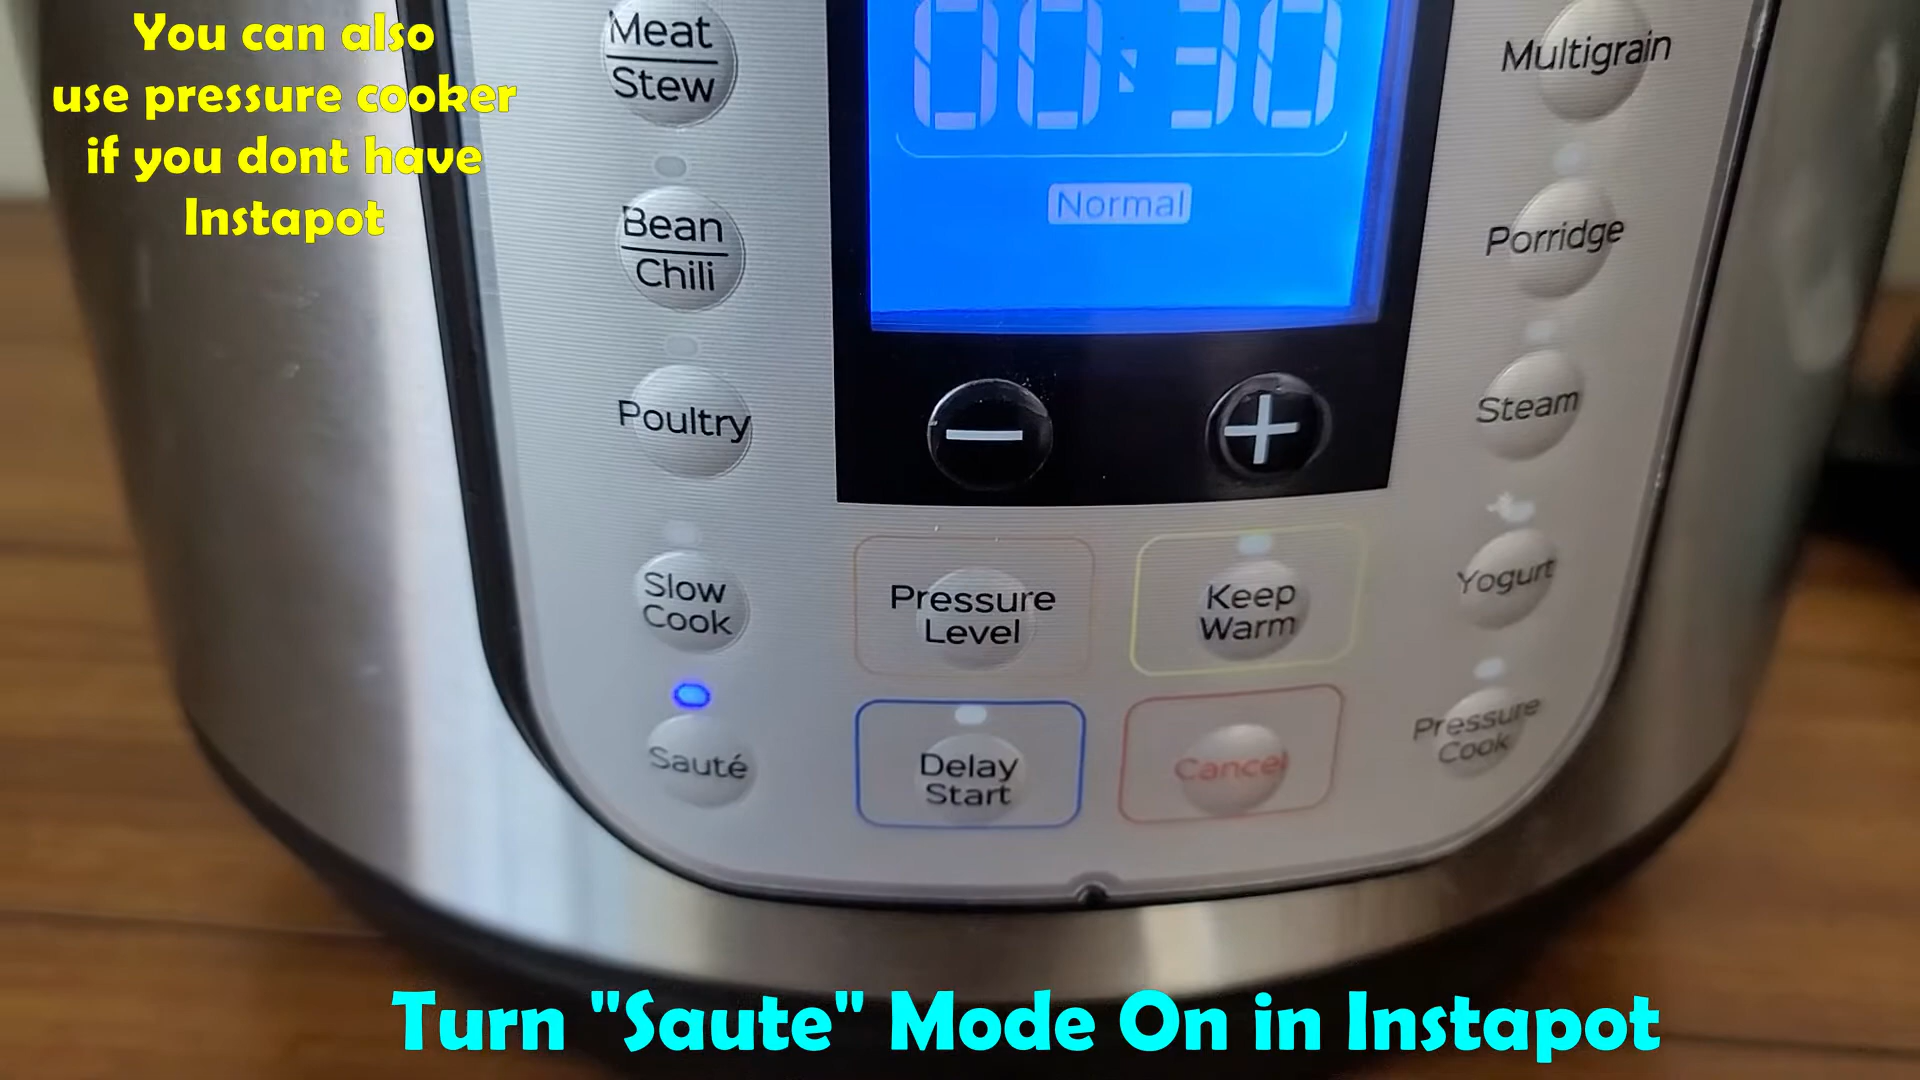 You can also
use pressure cooker
if you dont have
Instapot
Meat
Stew
Bean
Chili
Poultry
Slow
Cook
Sauté
00:30
Normal
Pressure
Level
Keep
Warm
Delay
Start
Cancel
Multigrain
Porridge
Steam
Yogurt
Pressure
Cook
Turn "Saute" Mode On in Instapot